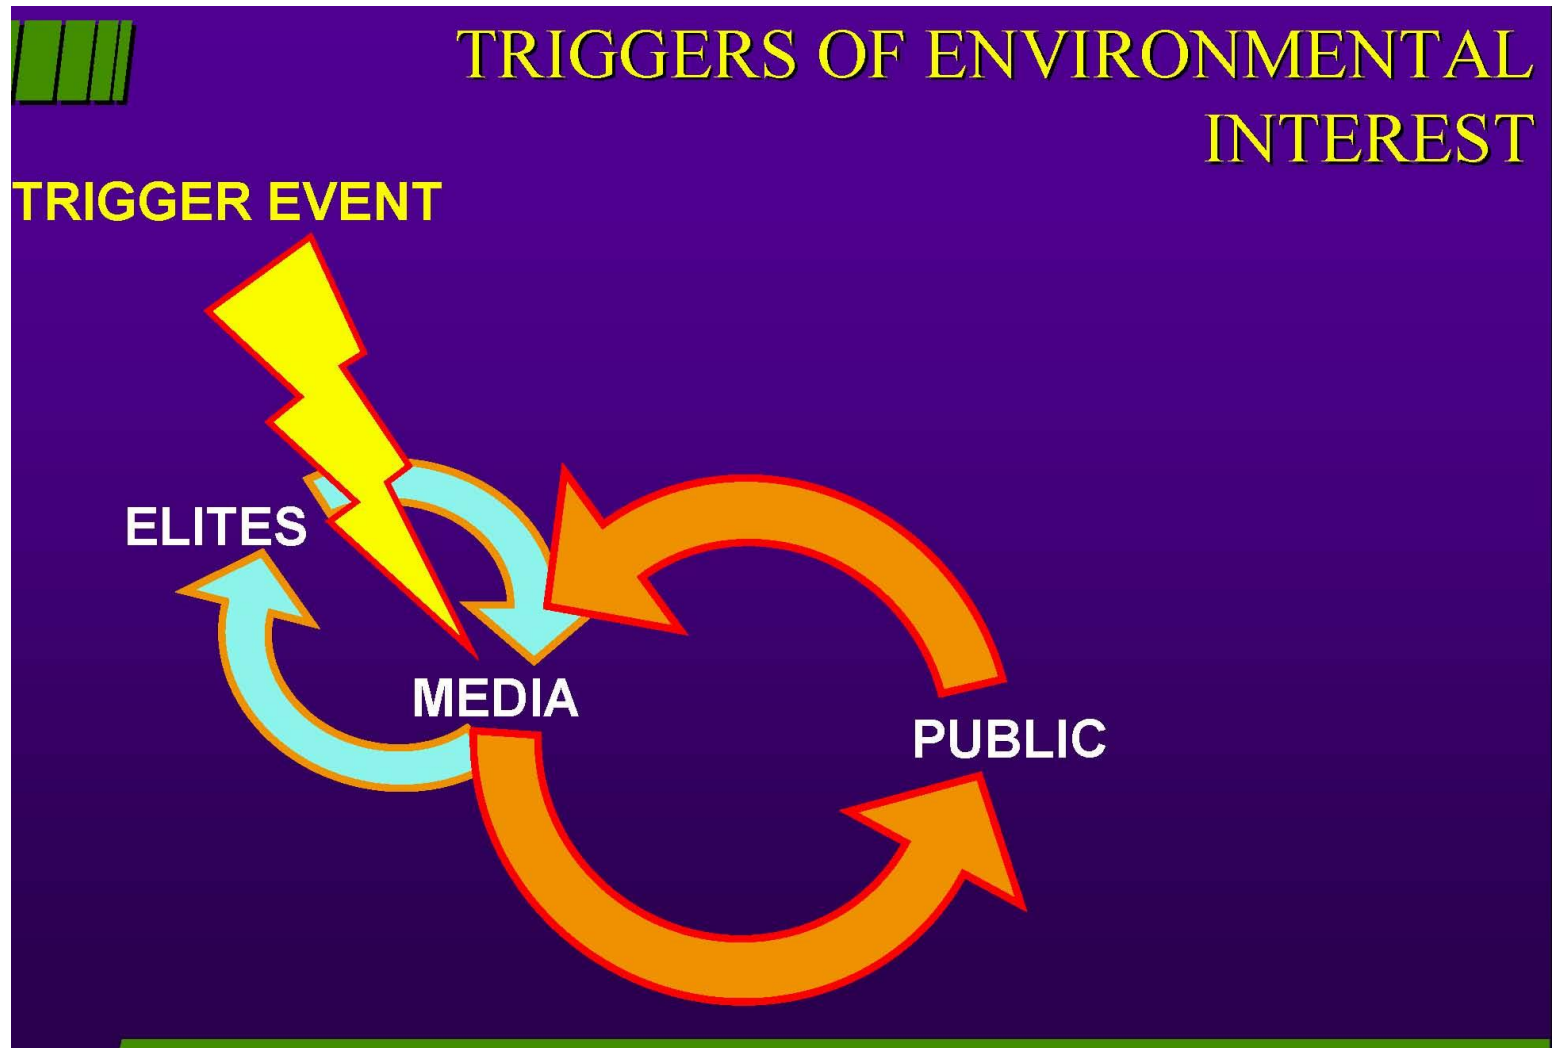 TRIGGERS OF ENVIRONMENTAL
INTEREST
TRIGGER EVENT
ELITES
MEDIA
PUBLIC